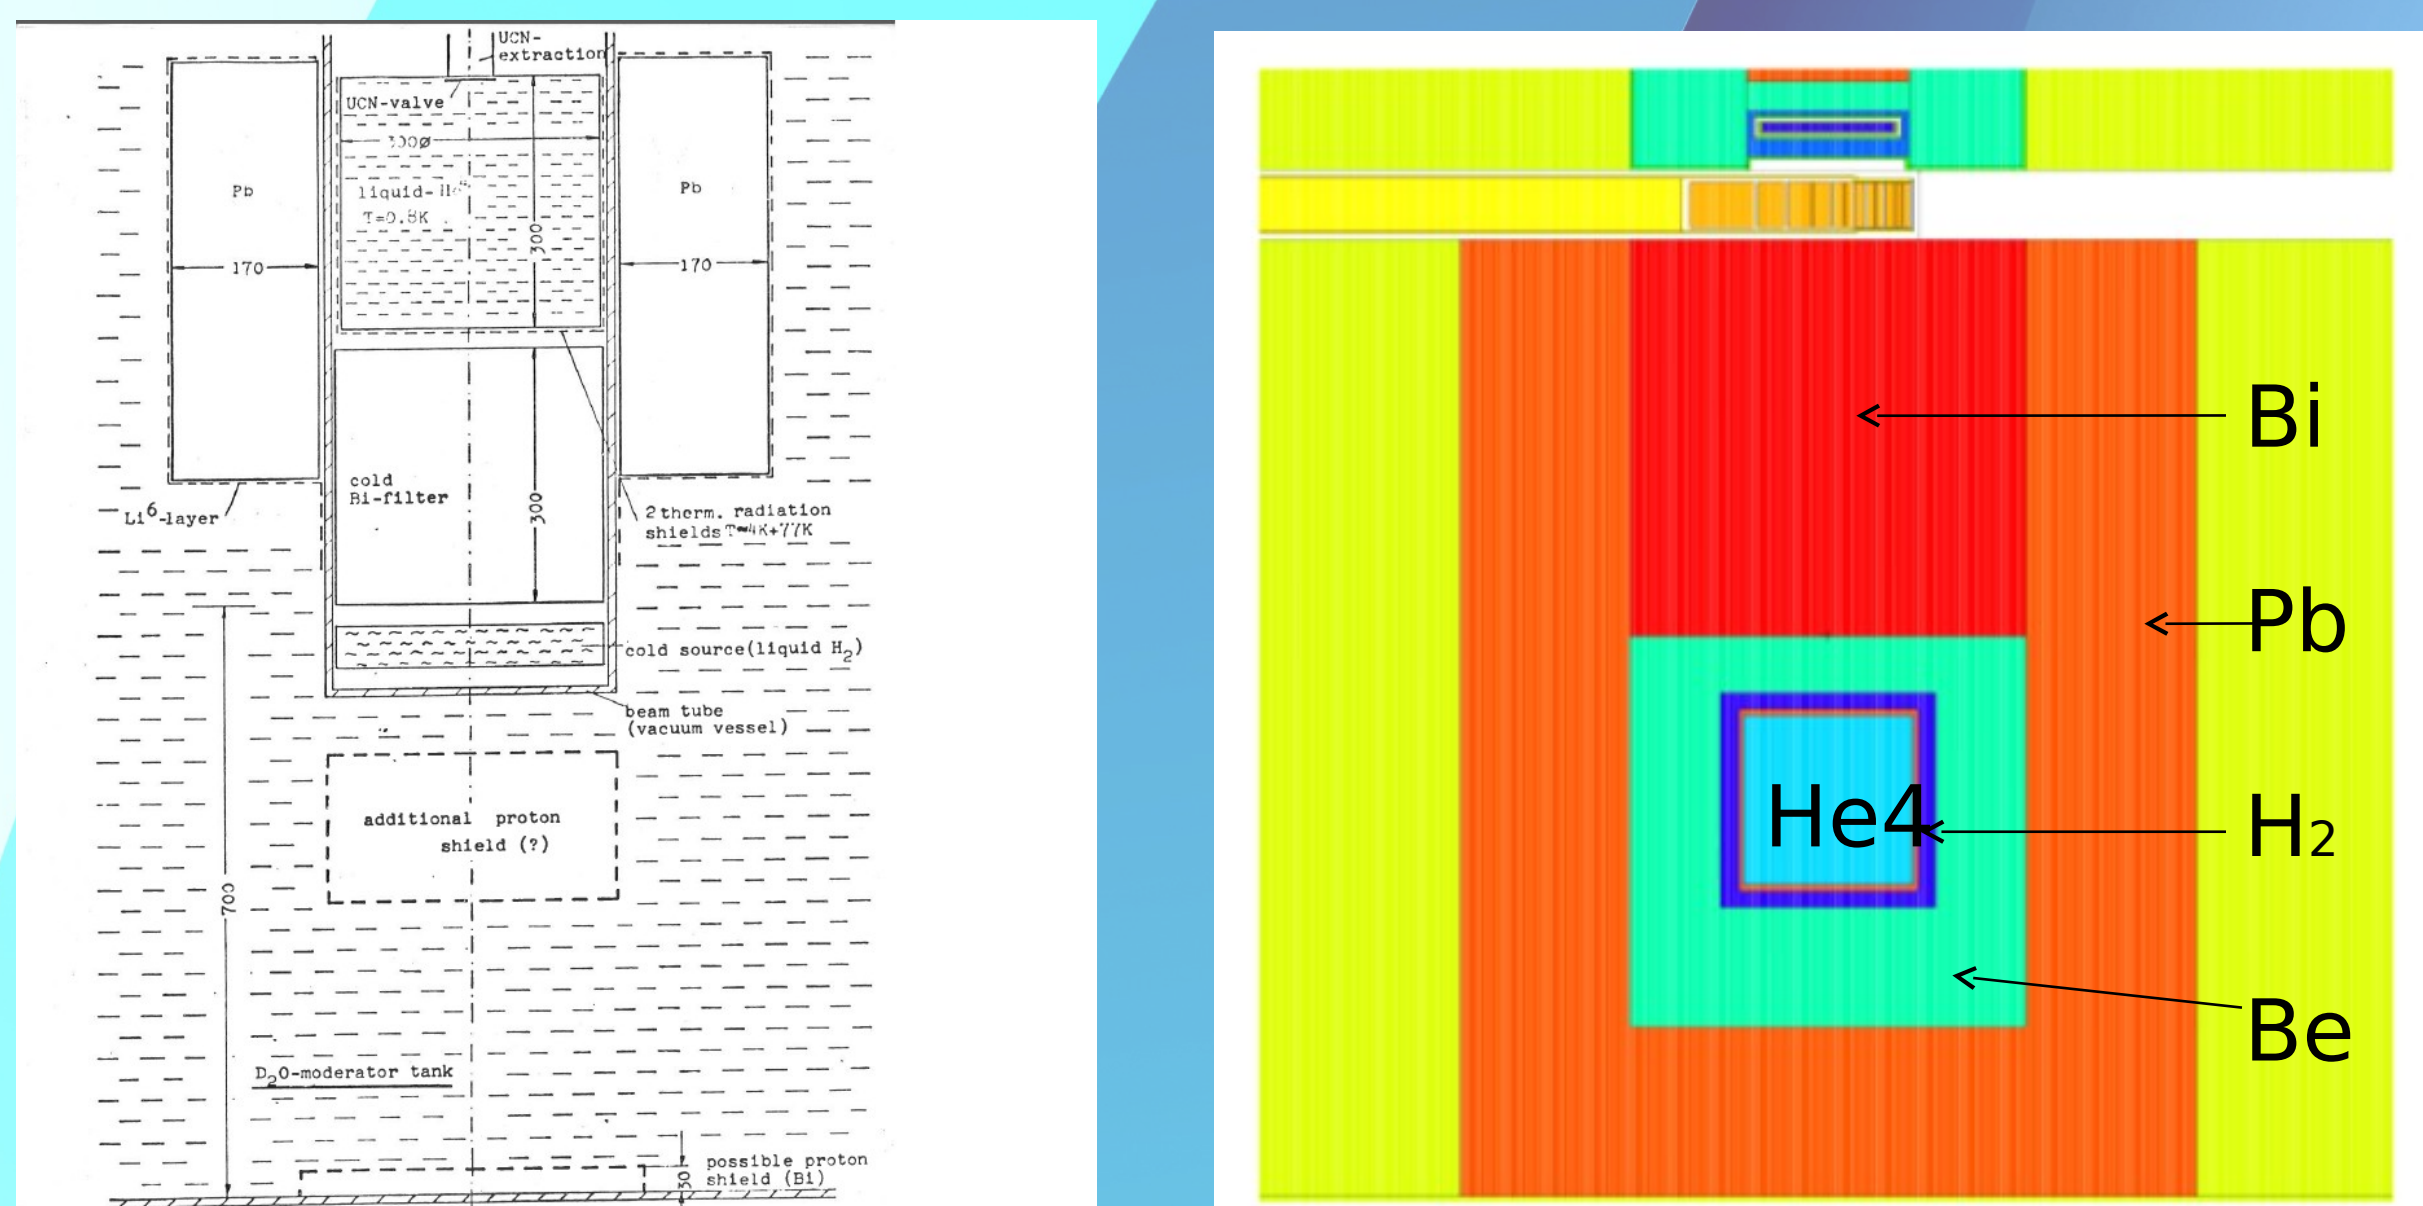 UCN-
extraction
UCN-valve
300⌀
liquid-He⁴
T=0.8K
300
Pb
170
Pb
170
cold
Bi-filter
300
Li⁶-layer
2 therm. radiation
shields T≈4K+77K
cold source(liquid H₂)
beam tube
(vacuum vessel)
additional proton
shield (?)
700
D₂O-moderator tank
possible proton
shield (Bi)
Bi
Pb
He4
H₂
Be